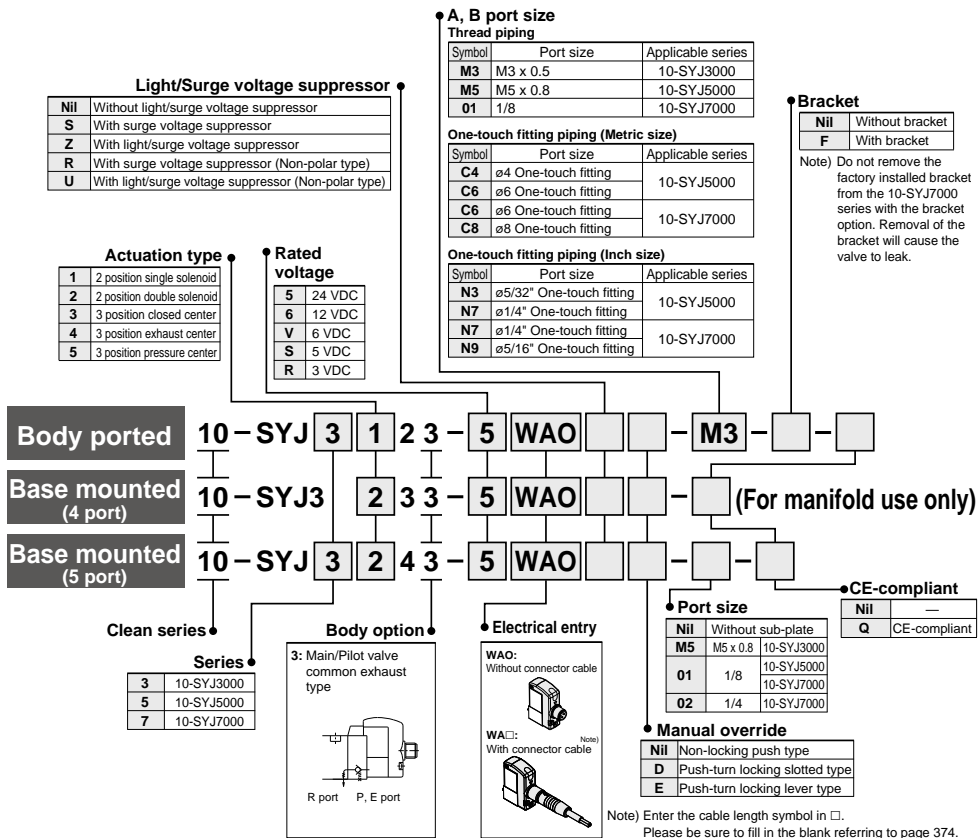 A, B port size
Thread piping
Symbol Port size Applicable series
M3 M3 x 0.5 10-SYJ3000
M5 M5 x 0.8 10-SYJ5000
01 1/8 10-SYJ7000
One-touch fitting piping (Metric size)
Symbol Port size Applicable series
C4 ø4 One-touch fitting 10-SYJ5000
C6 ø6 One-touch fitting
C6 ø6 One-touch fitting 10-SYJ7000
C8 ø8 One-touch fitting
One-touch fitting piping (Inch size)
Symbol Port size Applicable series
N3 ø5/32" One-touch fitting 10-SYJ5000
N7 ø1/4" One-touch fitting
N7 ø1/4" One-touch fitting 10-SYJ7000
N9 ø5/16" One-touch fitting
Light/Surge voltage suppressor
Nil Without light/surge voltage suppressor
S With surge voltage suppressor
Z With light/surge voltage suppressor
R With surge voltage suppressor (Non-polar type)
U With light/surge voltage suppressor (Non-polar type)
Bracket
Nil Without bracket
F With bracket
Note) Do not remove the
factory installed bracket
from the 10-SYJ7000
series with the bracket
option. Removal of the
bracket will cause the
valve to leak.
Actuation type
1 2 position single solenoid
2 2 position double solenoid
3 3 position closed center
4 3 position exhaust center
5 3 position pressure center
Rated
voltage
5 24 VDC
6 12 VDC
V 6 VDC
S 5 VDC
R 3 VDC
Body ported 10 – SYJ 3 1 2 3 – 5 WAO – M3 – –
Base mounted
(4 port)
10 – SYJ3 2 3 3 – 5 WAO – (For manifold use only)
Base mounted
(5 port)
10 – SYJ 3 2 4 3 – 5 WAO – –
Clean series
Series
3 10-SYJ3000
5 10-SYJ5000
7 10-SYJ7000
Body option
3: Main/Pilot valve
common exhaust
type
R port P, E port
Electrical entry
WAO:
Without connector cable
WA□: Note)
With connector cable
Port size
Nil Without sub-plate
M5 M5 x 0.8 10-SYJ3000
01 1/8 10-SYJ5000
10-SYJ7000
02 1/4 10-SYJ7000
CE-compliant
Nil —
Q CE-compliant
Manual override
Nil Non-locking push type
D Push-turn locking slotted type
E Push-turn locking lever type
Note) Enter the cable length symbol in □.
Please be sure to fill in the blank referring to page 374.